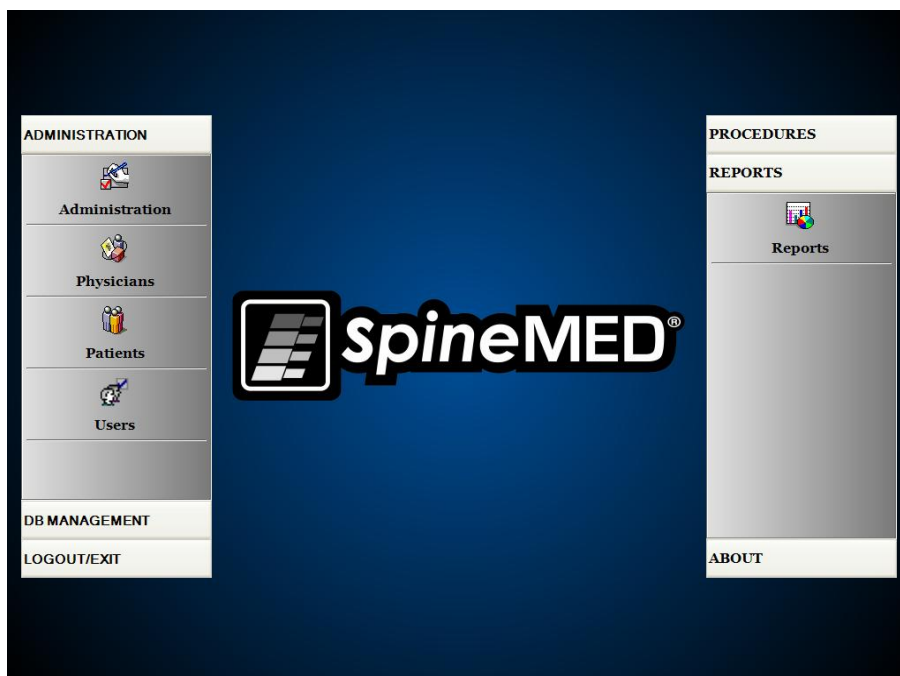 ADMINISTRATION
Administration
Physicians
Patients
Users
DB MANAGEMENT
LOGOUT/EXIT
SpineMED®
PROCEDURES
REPORTS
Reports
ABOUT